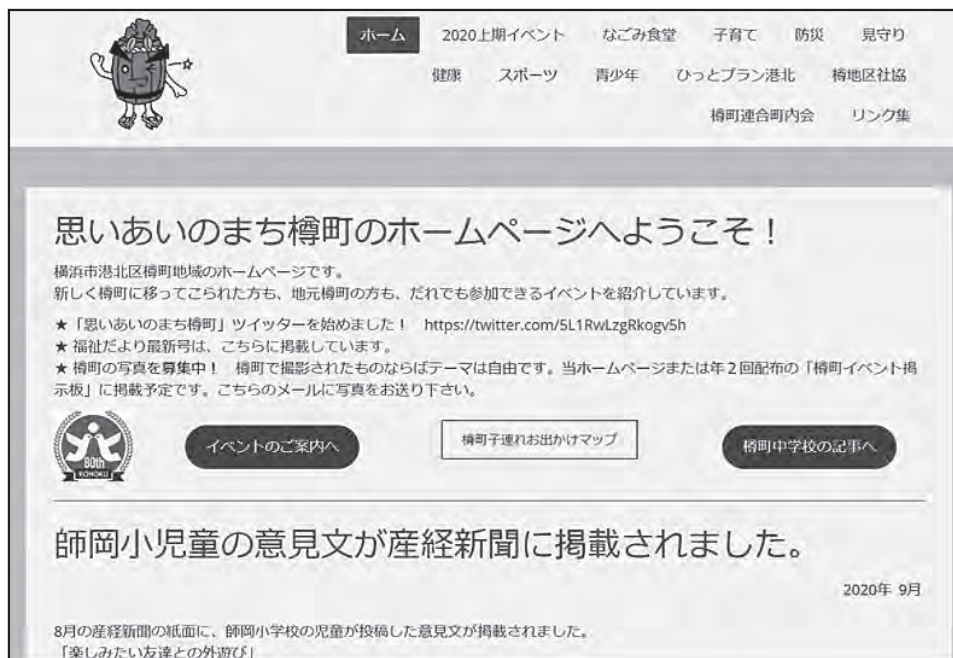 ホーム 2020上期イベント なごみ食堂 子育て 防災 見守り
健康 スポーツ 青少年 ひっとプラン港北 樽地区社協
樽町連合町内会 リンク集
思いあいのまち樽町のホームページへようこそ！
横浜市港北区樽町地域のホームページです。
新しく樽町に移ってこられた方も、地元樽町の方も、だれでも参加できるイベントを紹介しています。
★「思いあいのまち樽町」ツイッターを始めました！ https://twitter.com/5L1RwLzgRkogv5h
★ 福祉だより最新号は、こちらに掲載しています。
★ 樽町の写真を募集中！ 樽町で撮影されたものならばテーマは自由です。当ホームページまたは年２回配布の「樽町イベント掲
示板」に掲載予定です。こちらのメールに写真をお送り下さい。
80th
KOHOKU
イベントのご案内へ 樽町子連れお出かけマップ 樽町中学校の記事へ
師岡小児童の意見文が産経新聞に掲載されました。
2020年 9月
8月の産経新聞の紙面に、師岡小学校の児童が投稿した意見文が掲載されました。
「楽しみたい友達との外遊び」